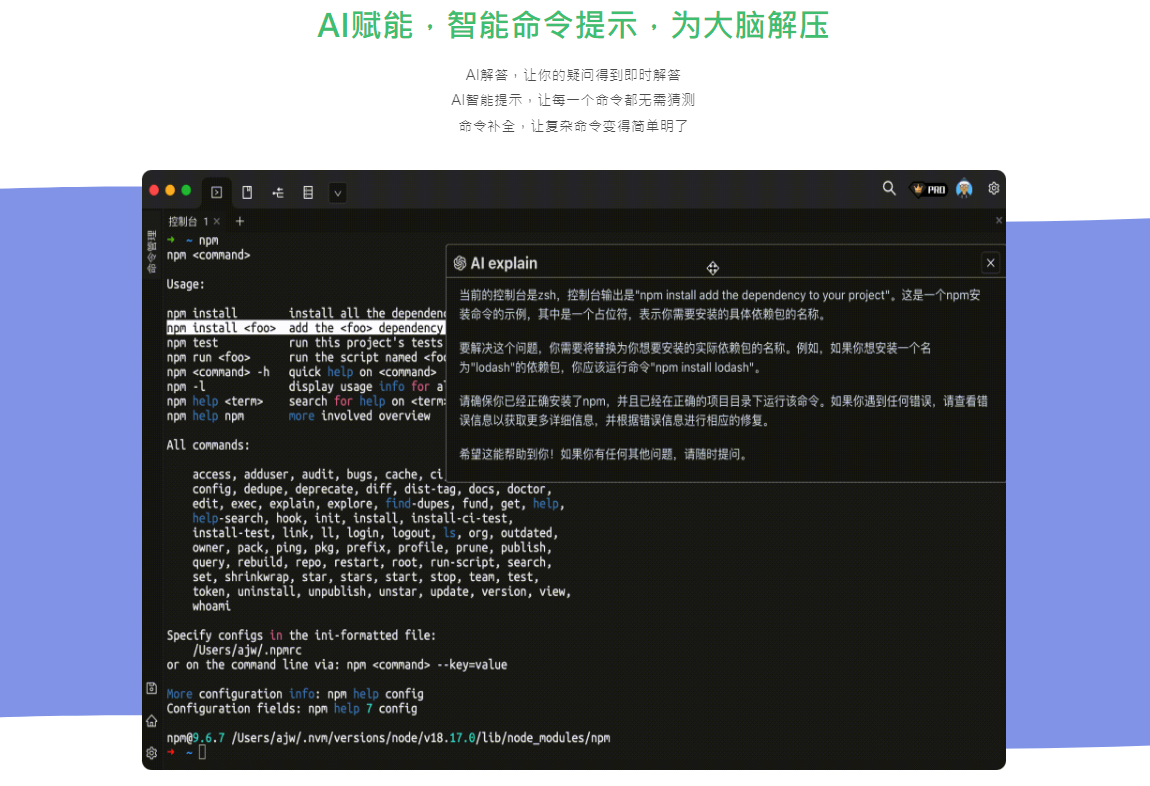 AI赋能，智能命令提示，为大脑解压
AI解答，让你的疑问得到即时解答
AI智能提示，让每一个命令都无需猜测
命令补全，让复杂命令变得简单明了
PRO
控制台 1
命令管理
➜ ~ npm
npm <command>
Usage:
npm install install all the dependenc
npm install <foo> add the <foo> dependency
npm test run this project's tests
npm run <foo> run the script named <foo
npm <command> -h quick help on <command>
npm -l display usage info for al
npm help <term> search for help on <term>
npm help npm more involved overview
All commands:
access, adduser, audit, bugs, cache, ci,
config, dedupe, deprecate, diff, dist-tag, docs, doctor,
edit, exec, explain, explore, find-dupes, fund, get, help,
help-search, hook, init, install, install-ci-test,
install-test, link, ll, login, logout, ls, org, outdated,
owner, pack, ping, pkg, prefix, profile, prune, publish,
query, rebuild, repo, restart, root, run-script, search,
set, shrinkwrap, star, stars, start, stop, team, test,
token, uninstall, unpublish, unstar, update, version, view,
whoami
Specify configs in the ini-formatted file:
/Users/ajw/.npmrc
or on the command line via: npm <command> --key=value
More configuration info: npm help config
Configuration fields: npm help 7 config
npm@9.6.7 /Users/ajw/.nvm/versions/node/v18.17.0/lib/node_modules/npm
➜ ~
AI explain
当前的控制台是zsh，控制台输出是"npm install add the dependency to your project"。这是一个npm安
装命令的示例，其中是一个占位符，表示你需要安装的具体依赖包的名称。
要解决这个问题，你需要将替换为你想要安装的实际依赖包的名称。例如，如果你想安装一个名
为"lodash"的依赖包，你应该运行命令"npm install lodash"。
请确保你已经正确安装了npm，并且已经在正确的项目目录下运行该命令。如果你遇到任何错误，请查看错
误信息以获取更多详细信息，并根据错误信息进行相应的修复。
希望这能帮助到你！如果你有任何其他问题，请随时提问。